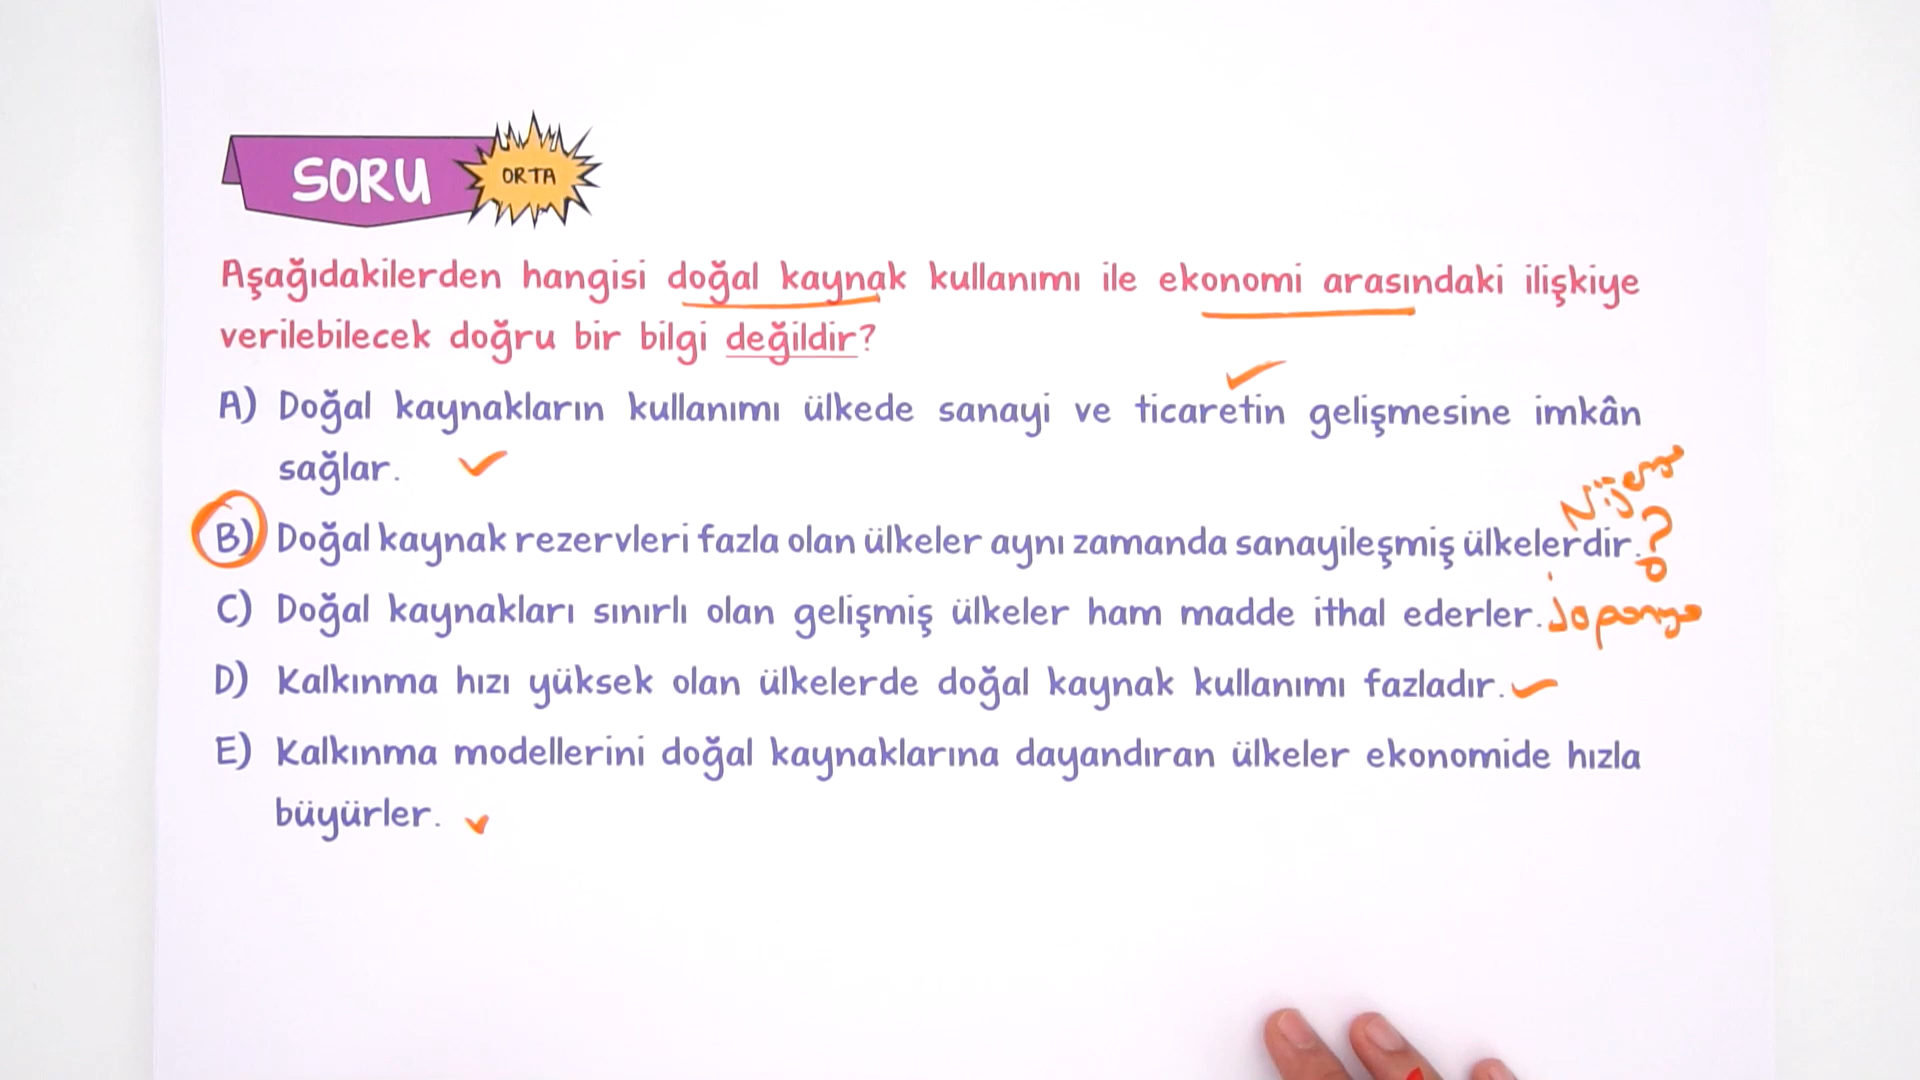 SORU
ORTA
Aşağıdakilerden hangisi doğal kaynak kullanımı ile ekonomi arasındaki ilişkiye
verilebilecek doğru bir bilgi değildir?
A) Doğal kaynakların kullanımı ülkede sanayi ve ticaretin gelişmesine imkân
sağlar.
B) Doğal kaynak rezervleri fazla olan ülkeler aynı zamanda sanayileşmiş ülkelerdir.?
C) Doğal kaynakları sınırlı olan gelişmiş ülkeler ham madde ithal ederler.
D) Kalkınma hızı yüksek olan ülkelerde doğal kaynak kullanımı fazladır.
E) Kalkınma modellerini doğal kaynaklarına dayandıran ülkeler ekonomide hızla
büyürler.